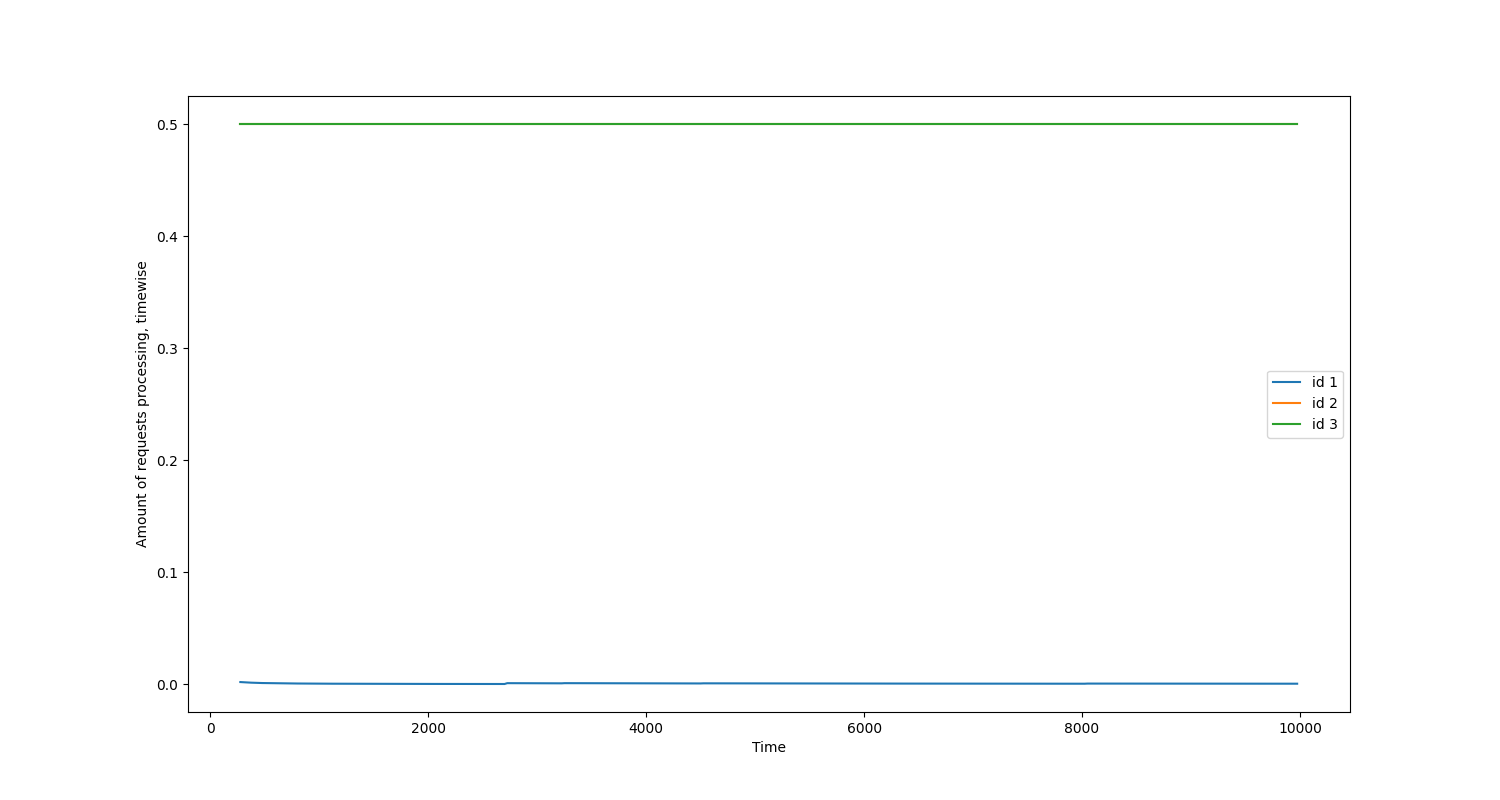 0.5
0.4
0.3
0.2
0.1
0.0
Amount of requests processing, timewise
id 1
id 2
id 3
0 2000 4000 6000 8000 10000
Time